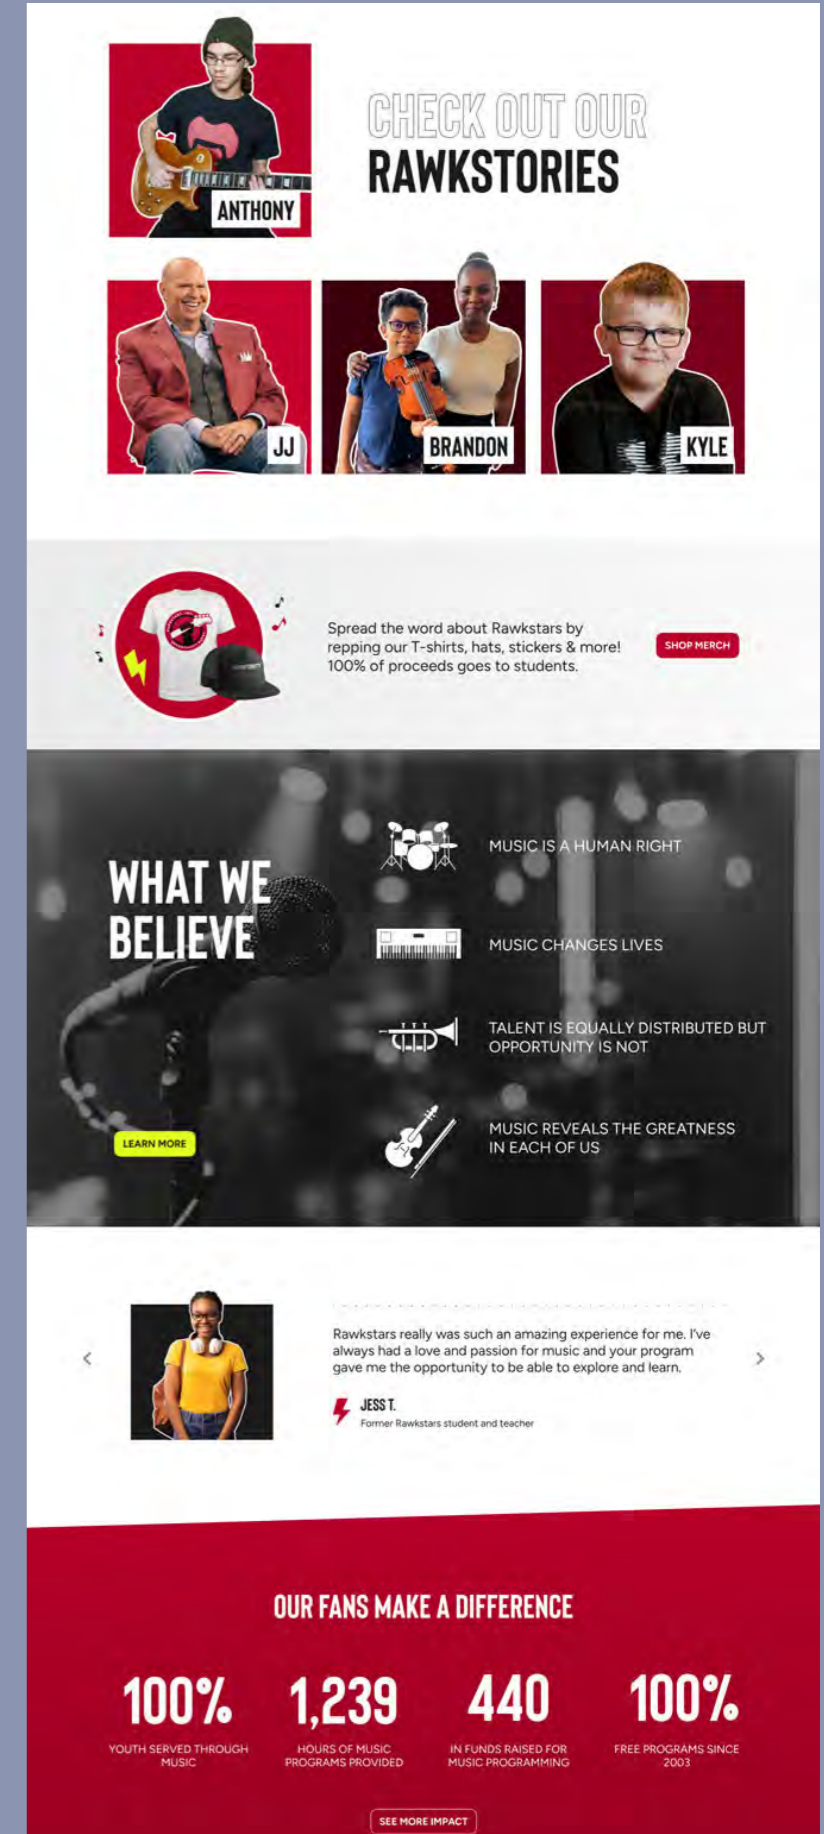 CHECK OUT OUR
RAWKSTORIES
ANTHONY
JJ
BRANDON
KYLE
Spread the word about Rawkstars by
repping our T-shirts, hats, stickers & more!
100% of proceeds goes to students.
SHOP MERCH
WHAT WE
BELIEVE
MUSIC IS A HUMAN RIGHT
MUSIC CHANGES LIVES
TALENT IS EQUALLY DISTRIBUTED BUT
OPPORTUNITY IS NOT
MUSIC REVEALS THE GREATNESS
IN EACH OF US
LEARN MORE
Rawkstars really was such an amazing experience for me. I've
always had a love and passion for music and your program
gave me the opportunity to be able to explore and learn.
JESS T.
Former Rawkstars student and teacher
OUR FANS MAKE A DIFFERENCE
100%
YOUTH SERVED THROUGH
MUSIC
1,239
HOURS OF MUSIC
PROGRAMS PROVIDED
440
IN FUNDS RAISED FOR
MUSIC PROGRAMMING
100%
FREE PROGRAMS SINCE
2003
SEE MORE IMPACT